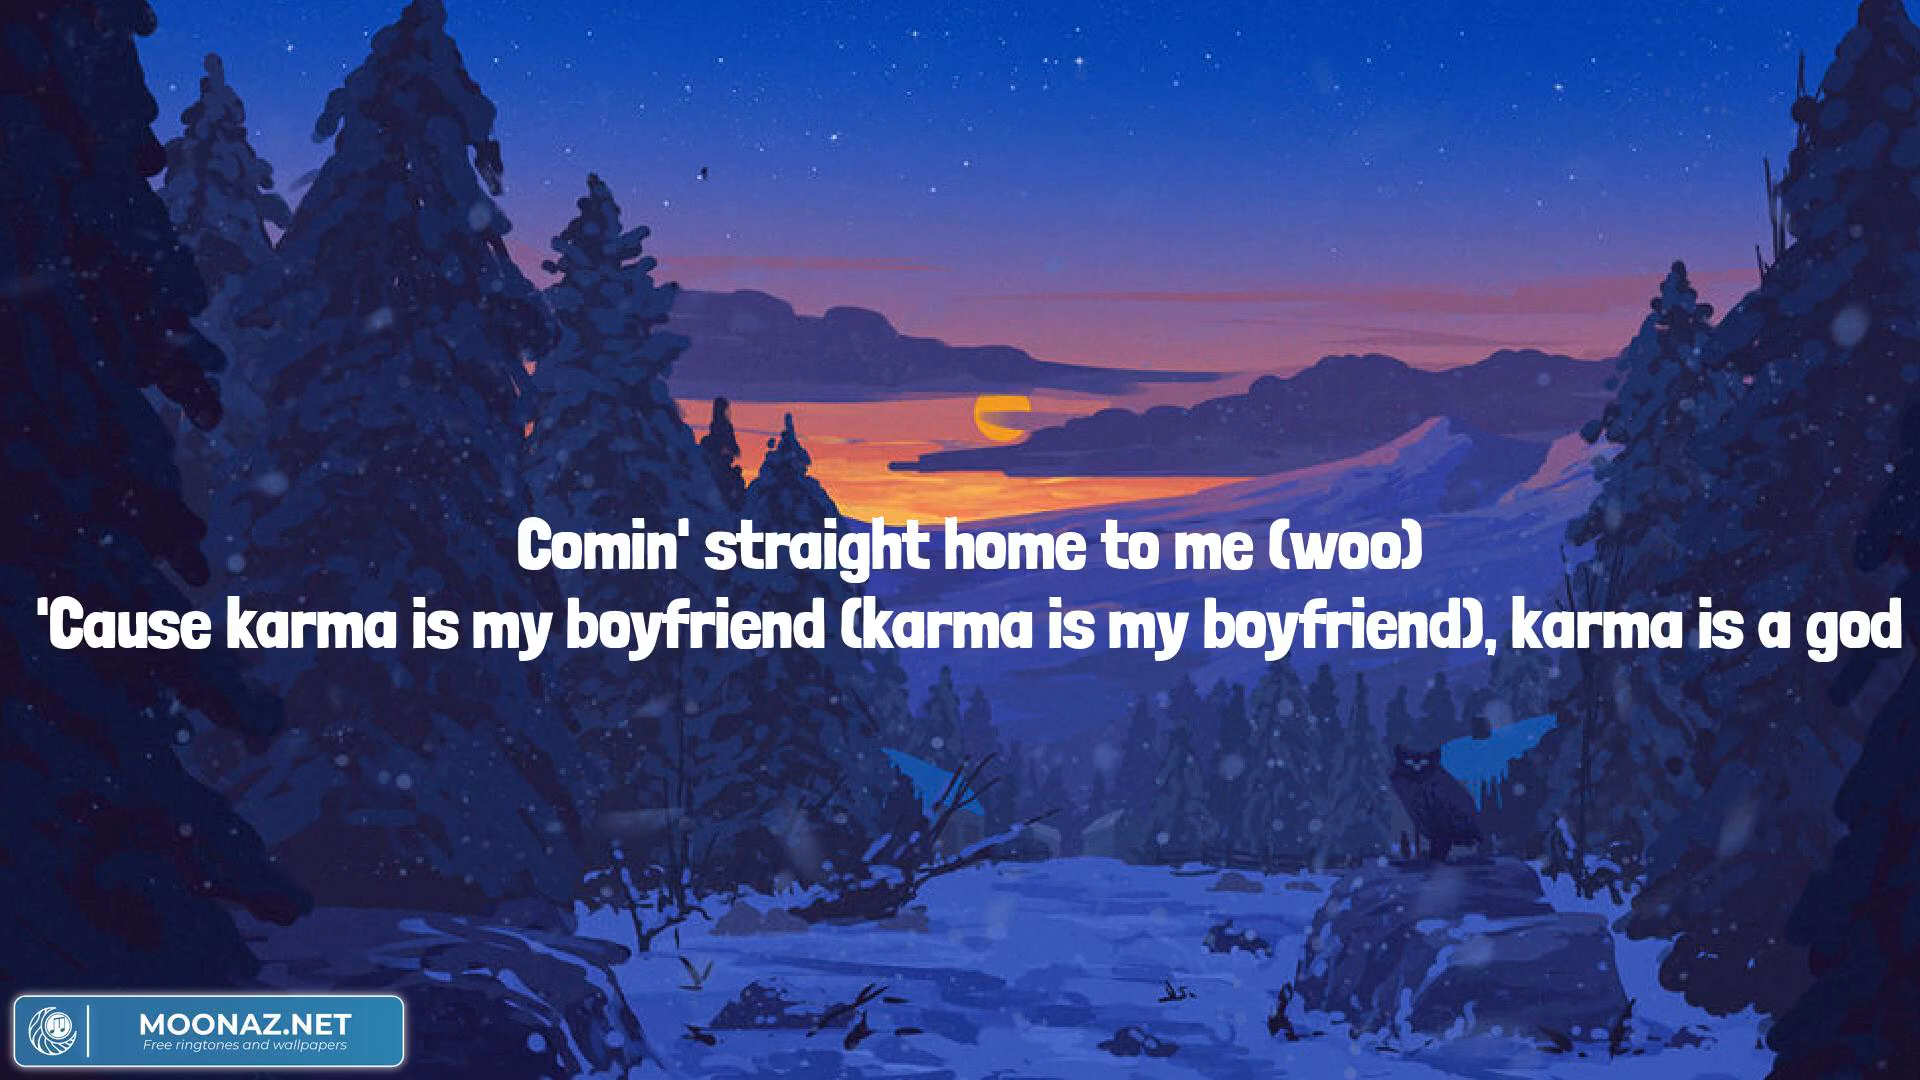 Comin' straight home to me (woo)
'Cause karma is my boyfriend (karma is my boyfriend), karma is a god
MOONAZ.NET
Free ringtones and wallpapers